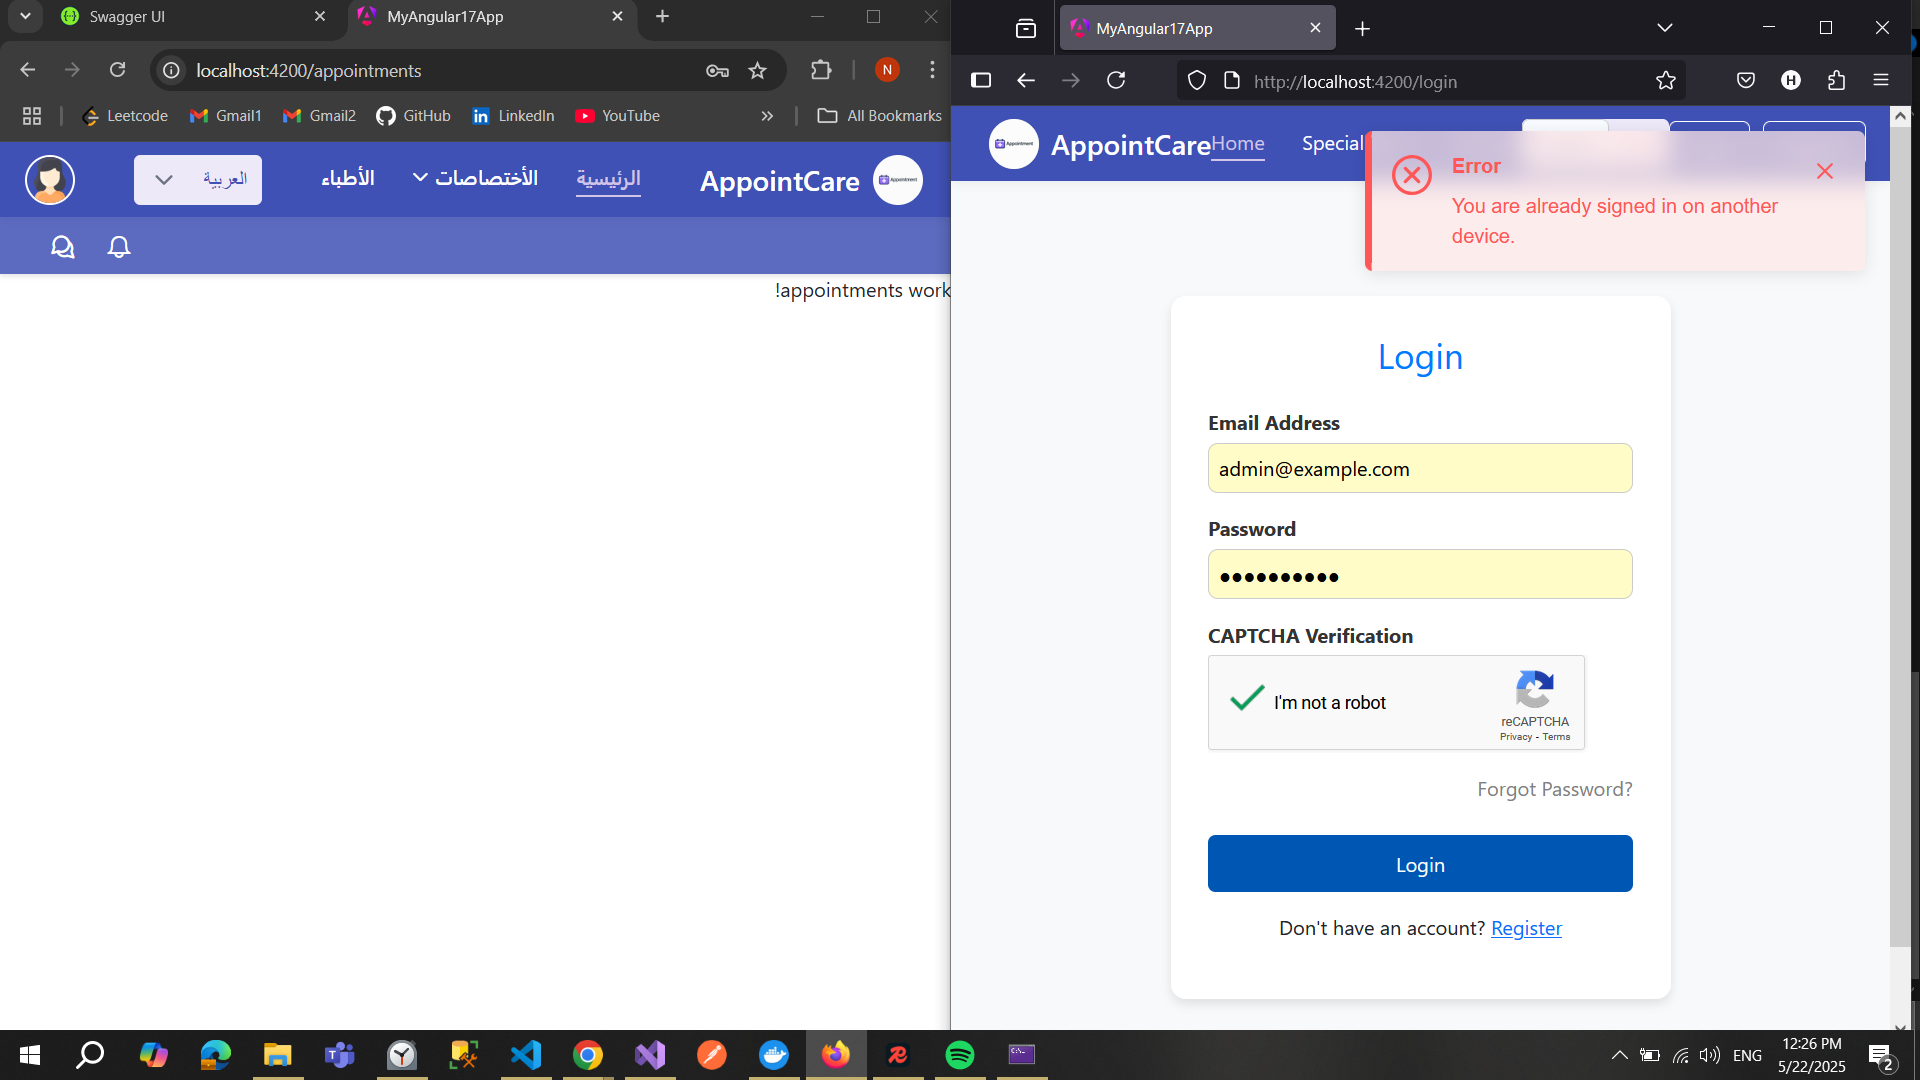 Swagger UI
MyAngular17App
localhost:4200/appointments
N
Leetcode
Gmail1
Gmail2
GitHub
LinkedIn
YouTube
All Bookmarks
AppointCare
الرئيسية
الأختصاصات
الأطباء
العربية
!appointments work
MyAngular17App
http://localhost:4200/login
H
Appointment
AppointCare
Home
Special
Error
You are already signed in on another
device.
Login
Email Address
admin@example.com
Password
CAPTCHA Verification
I'm not a robot
reCAPTCHA
Privacy - Terms
Forgot Password?
Login
Don't have an account? Register
ENG
12:26 PM
5/22/2025
2